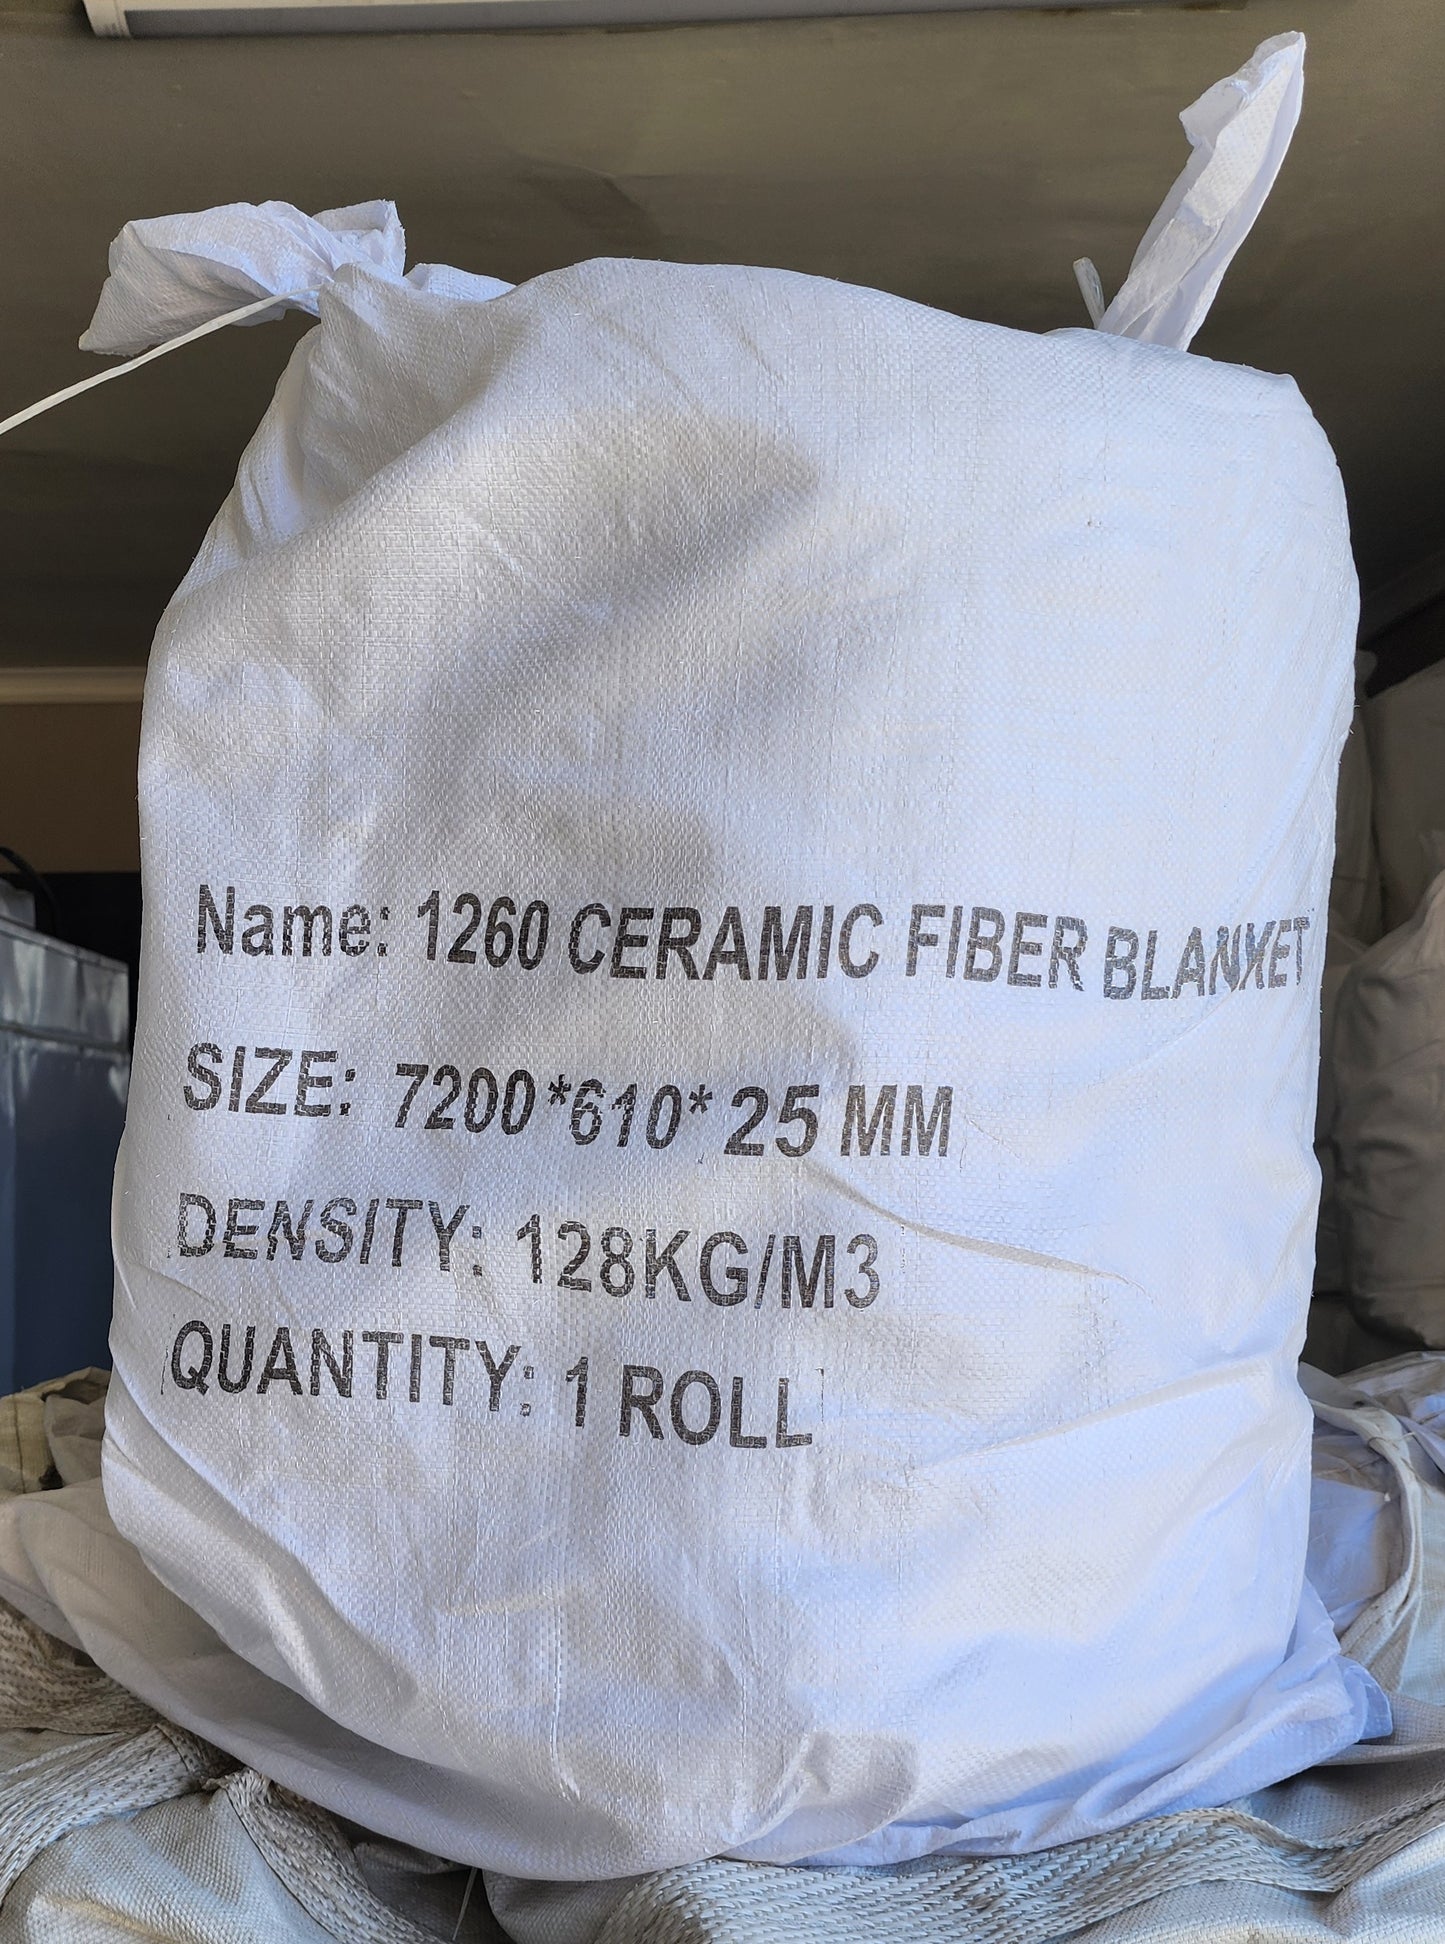 Name: 1260 CERAMIC FIBER BLANKET
SIZE: 7200*610* 25 MM
DENSITY: 128KG/M3
QUANTITY: 1 ROLL